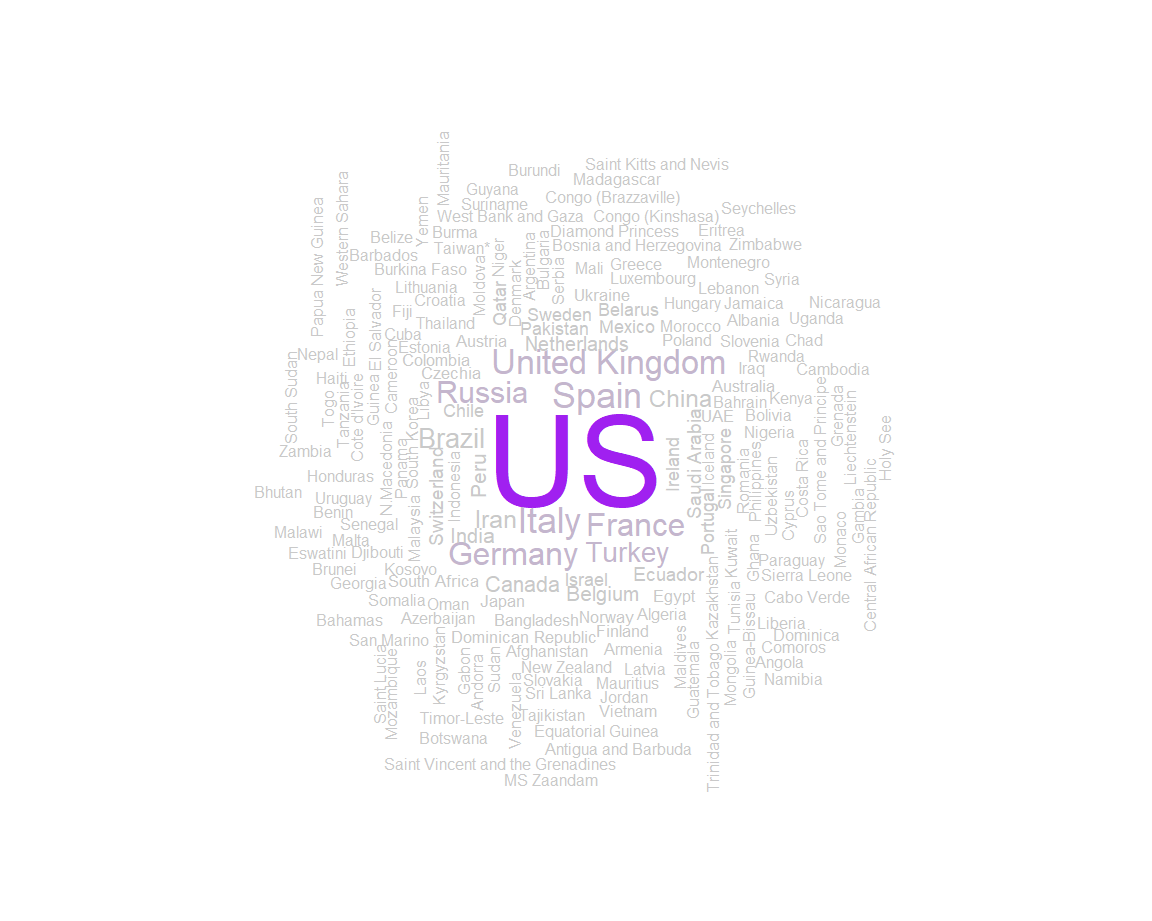 Mauritania
Burundi
Saint Kitts and Nevis
Madagascar
Guyana
Suriname
Congo (Brazzaville)
Seychelles
Western Sahara
Papua New Guinea
Yemen
West Bank and Gaza
Congo (Kinshasa)
Belize
Burma
Diamond Princess
Eritrea
Barbados
Taiwan*
Niger
Argentina
Bulgaria
Bosnia and Herzegovina
Zimbabwe
Burkina Faso
Moldova
Qatar
Denmark
Serbia
Mali
Greece
Montenegro
Luxembourg
Syria
Lithuania
Croatia
Ukraine
Lebanon
Fiji
Thailand
Sweden
Belarus
Hungary
Jamaica
Nicaragua
Ethiopia
El Salvador
Cuba
Pakistan
Mexico
Morocco
Albania
Uganda
Estonia
Austria
Netherlands
Poland
Slovenia
Chad
Nepal
Colombia
United Kingdom
Rwanda
South Sudan
Haiti
Czechia
Iraq
Cambodia
Togo
Tanzania
Cote d'Ivoire
Guinea
Cameroon
Libya
Russia
Spain
China
Australia
Bahrain
Kenya
Chile
UAE
Bolivia
Sao Tome and Principe
Grenada
Liechtenstein
Holy See
Zambia
N.Macedonia
Panama
South Korea
Brazil
US
Nigeria
Honduras
Malaysia
Switzerland
Indonesia
Peru
Ireland
Saudi Arabia
Iceland
Singapore
Romania
Philippines
Uzbekistan
Costa Rica
Bhutan
Uruguay
Benin
Senegal
Cyprus
Gambia
Central African Republic
Malawi
Malta
Iran
Italy
France
Portugal
Monaco
India
Eswatini
Djibouti
Germany
Turkey
Kuwait
Ghana
Paraguay
Brunei
Kosovo
Georgia
South Africa
Canada
Israel
Ecuador
Sierra Leone
Belgium
Egypt
Kazakhstan
Tunisia
Cabo Verde
Somalia
Oman
Japan
Bahamas
Azerbaijan
Bangladesh
Norway
Algeria
Guinea-Bissau
Liberia
San Marino
Dominican Republic
Finland
Dominica
Saint Lucia
Mozambique
Laos
Kyrgyzstan
Gabon
Andorra
Sudan
Afghanistan
Armenia
Maldives
Guatemala
Trinidad and Tobago
Mongolia
Comoros
New Zealand
Latvia
Angola
Slovakia
Mauritius
Namibia
Venezuela
Sri Lanka
Jordan
Timor-Leste
Tajikistan
Vietnam
Botswana
Equatorial Guinea
Antigua and Barbuda
Saint Vincent and the Grenadines
MS Zaandam